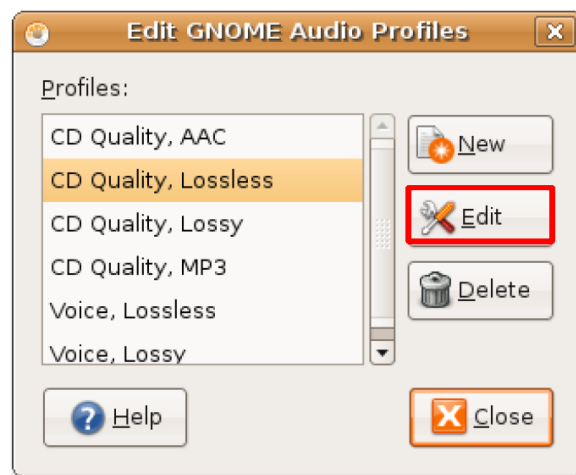 Edit GNOME Audio Profiles
Profiles:
CD Quality, AAC
CD Quality, Lossless
CD Quality, Lossy
CD Quality, MP3
Voice, Lossless
Voice, Lossy
New
Edit
Delete
Help
Close